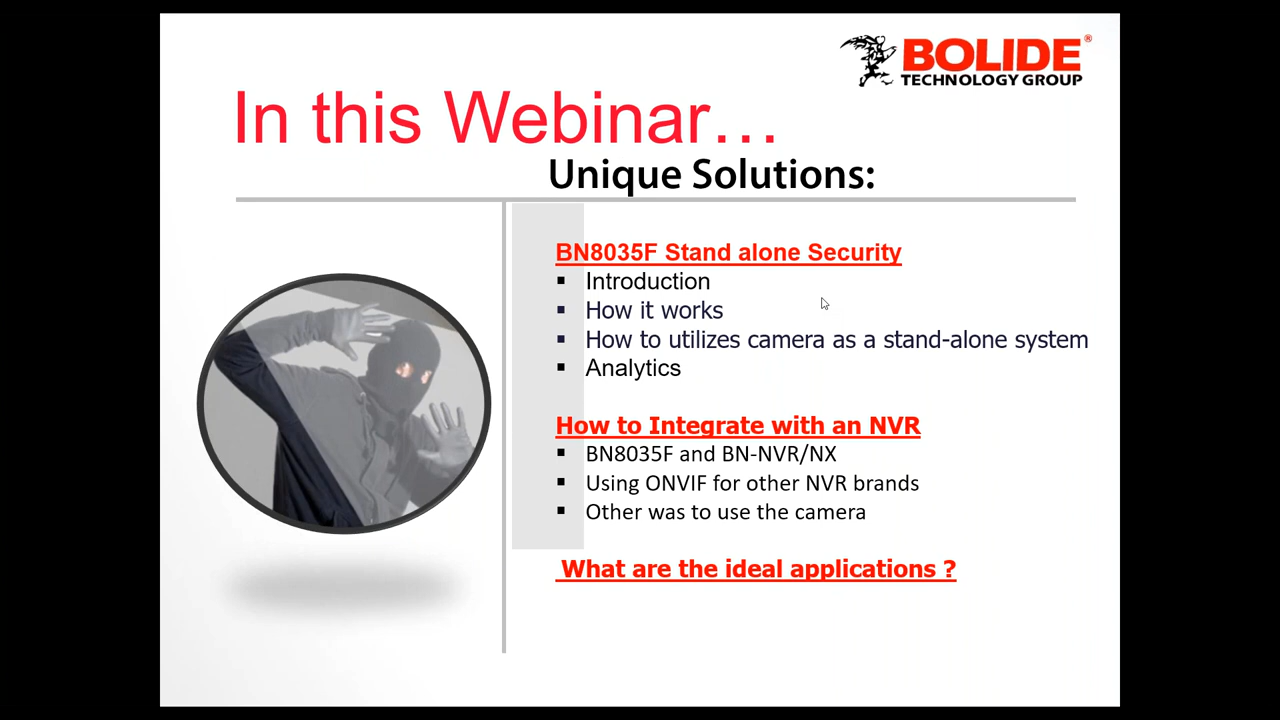 BOLIDE®
TECHNOLOGY GROUP
In this Webinar…
Unique Solutions:
BN8035F Stand alone Security
▪ Introduction
▪ How it works
▪ How to utilizes camera as a stand-alone system
▪ Analytics
How to Integrate with an NVR
▪ BN8035F and BN-NVR/NX
▪ Using ONVIF for other NVR brands
▪ Other was to use the camera
What are the ideal applications ?